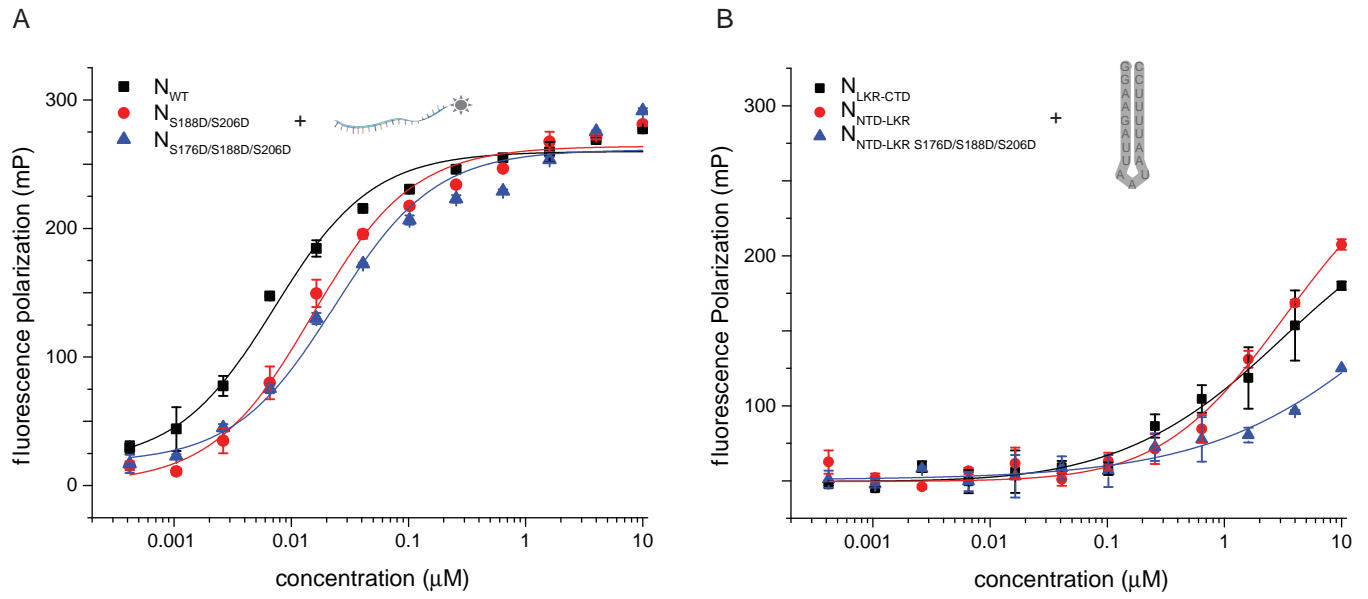 A
B
N_WT
N_S188D/S206D
N_S176D/S188D/S206D
+
300
200
100
0
fluorescence polarization (mP)
0.001 0.01 0.1 1 10
concentration (μM)
N_LKR-CTD
N_NTD-LKR
N_NTD-LKR S176D/S188D/S206D
+
G C
G C
A U
A U
G U
A U
U A
U A
A U
A
300
200
100
fluorescence Polarization (mP)
0.001 0.01 0.1 1 10
concentration (μM)